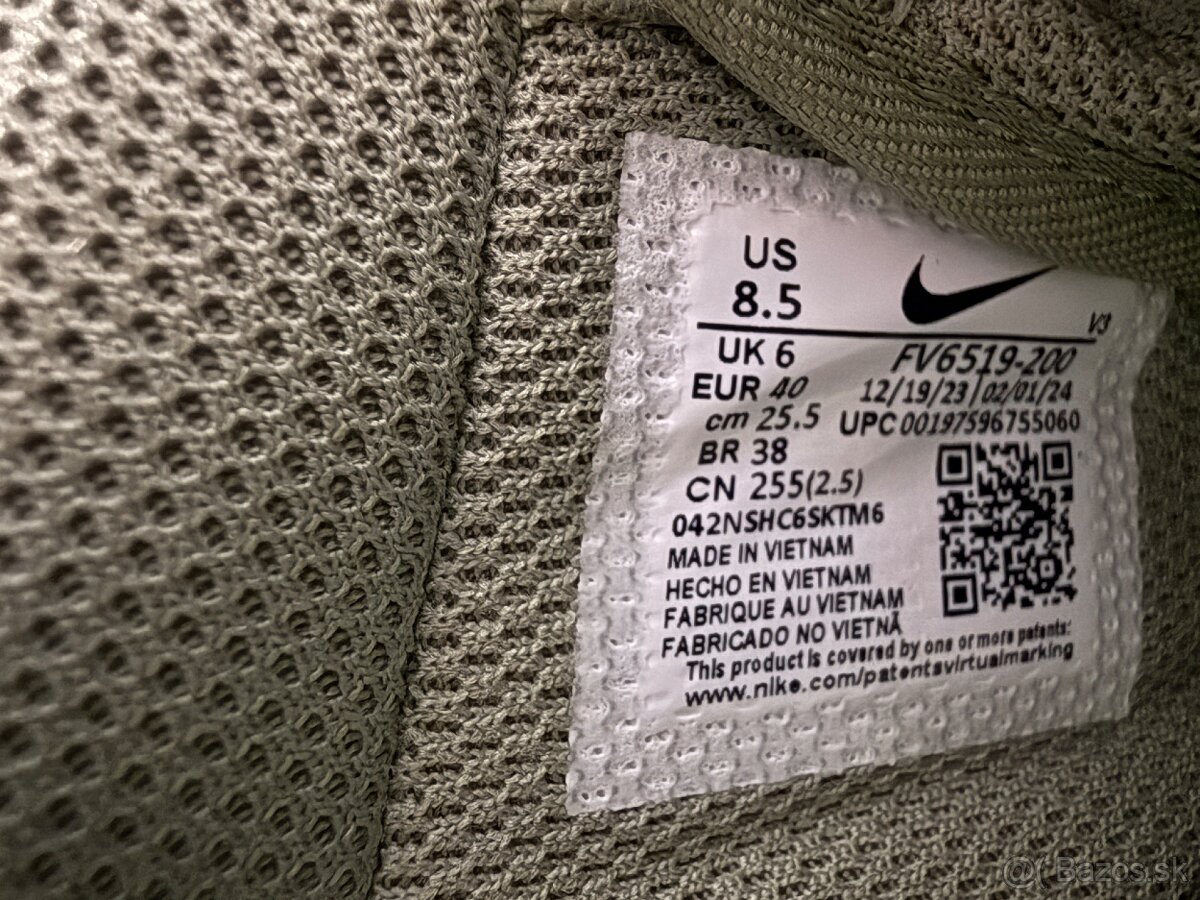 US
8.5
V3
UK 6
FV6519-200
EUR 40
12/19/23 02/01/24
cm 25.5
UPC 00197596755060
BR 38
CN 255(2.5)
042NSHC6SKTM6
MADE IN VIETNAM
HECHO EN VIETNAM
FABRIQUE AU VIETNAM
FABRICADO NO VIETNÃ
This product is covered by one or more patents:
www.nike.com/patentsvirtualmarking
Bazos.sk